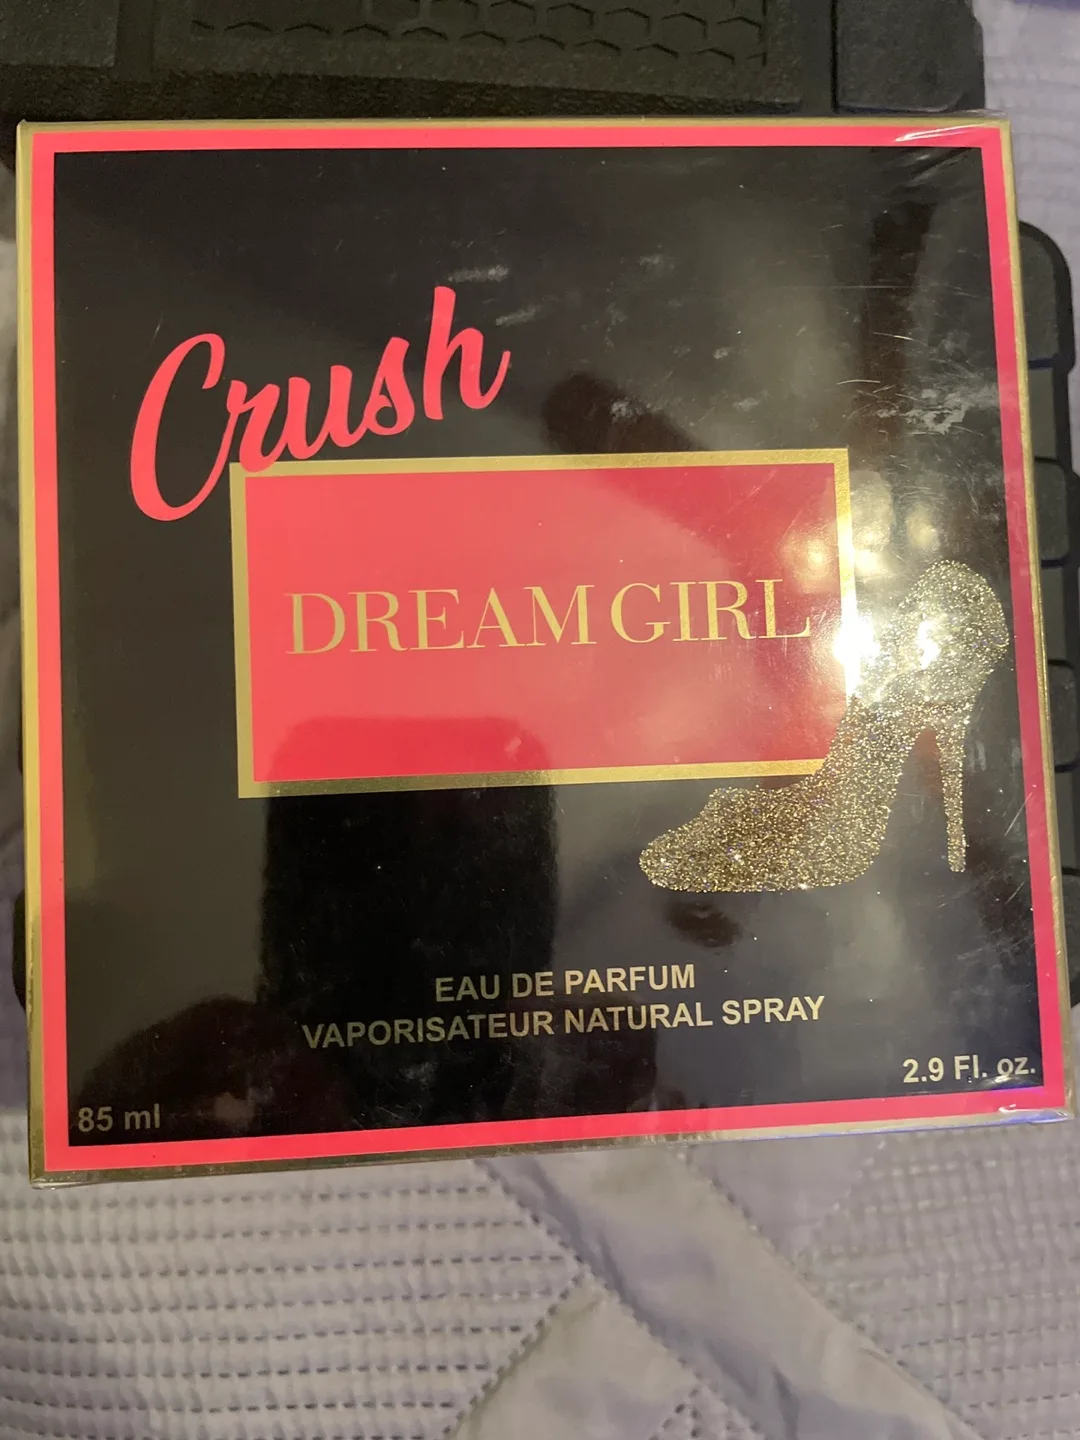 Crush
DREAM GIRL
EAU DE PARFUM
VAPORISATEUR NATURAL SPRAY
2.9 Fl. oz.
85 ml